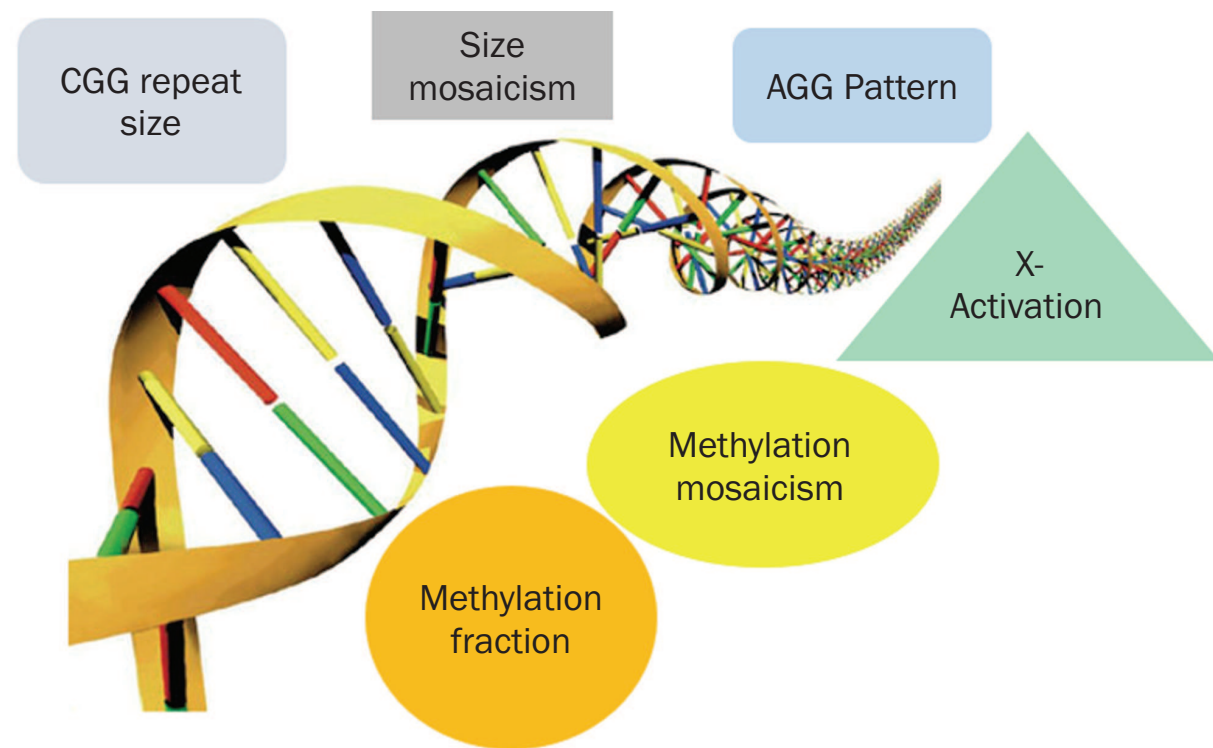 CGG repeat
size
Size
mosaicism
AGG Pattern
X-
Activation
Methylation
mosaicism
Methylation
fraction